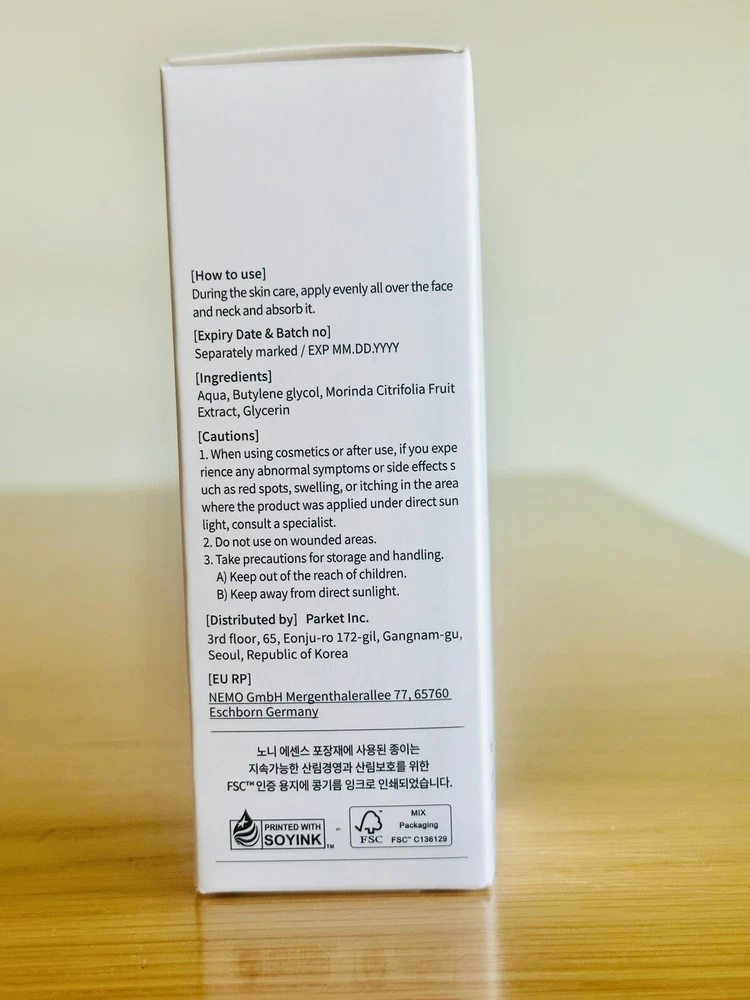 [How to use]
During the skin care, apply evenly all over the face
and neck and absorb it.
[Expiry Date & Batch no]
Separately marked / EXP MM.DD.YYYY
[Ingredients]
Aqua, Butylene glycol, Morinda Citrifolia Fruit
Extract, Glycerin
[Cautions]
1. When using cosmetics or after use, if you expe
rience any abnormal symptoms or side effects s
uch as red spots, swelling, or itching in the area
where the product was applied under direct sun
light, consult a specialist.
2. Do not use on wounded areas.
3. Take precautions for storage and handling.
A) Keep out of the reach of children.
B) Keep away from direct sunlight.
[Distributed by] Parket Inc.
3rd floor, 65, Eonju-ro 172-gil, Gangnam-gu,
Seoul, Republic of Korea
[EU RP]
NEMO GmbH Mergenthalerallee 77, 65760
Eschborn Germany
노니 에센스 포장재에 사용된 종이는
지속가능한 산림경영과 산림보호를 위한
FSC™ 인증 용지에 콩기름 잉크로 인쇄되었습니다.
PRINTED WITH
SOYINK™
FSC™
MIX
Packaging
FSC® C136129